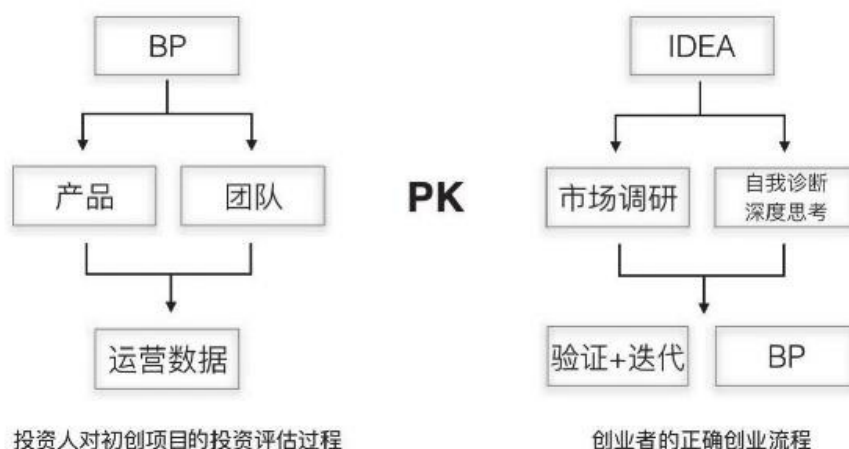 BP
IDEA
产品
团队
PK
市场调研
自我诊断
深度思考
运营数据
验证+迭代
BP
投资人对初创项目的投资评估过程
创业者的正确创业流程